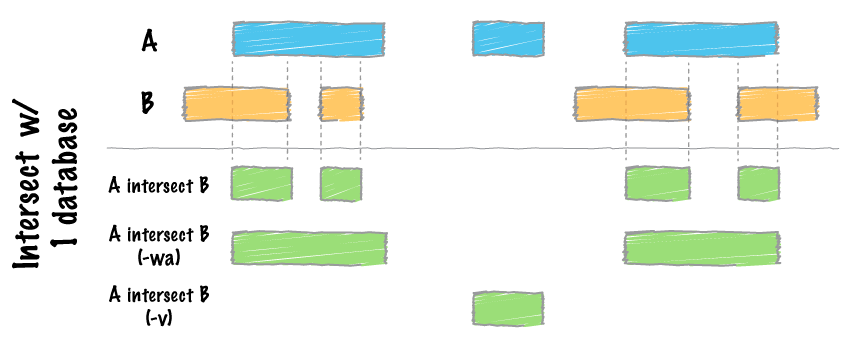 Intersect w/
1 database
A
B
A intersect B
A intersect B
(-wa)
A intersect B
(-v)